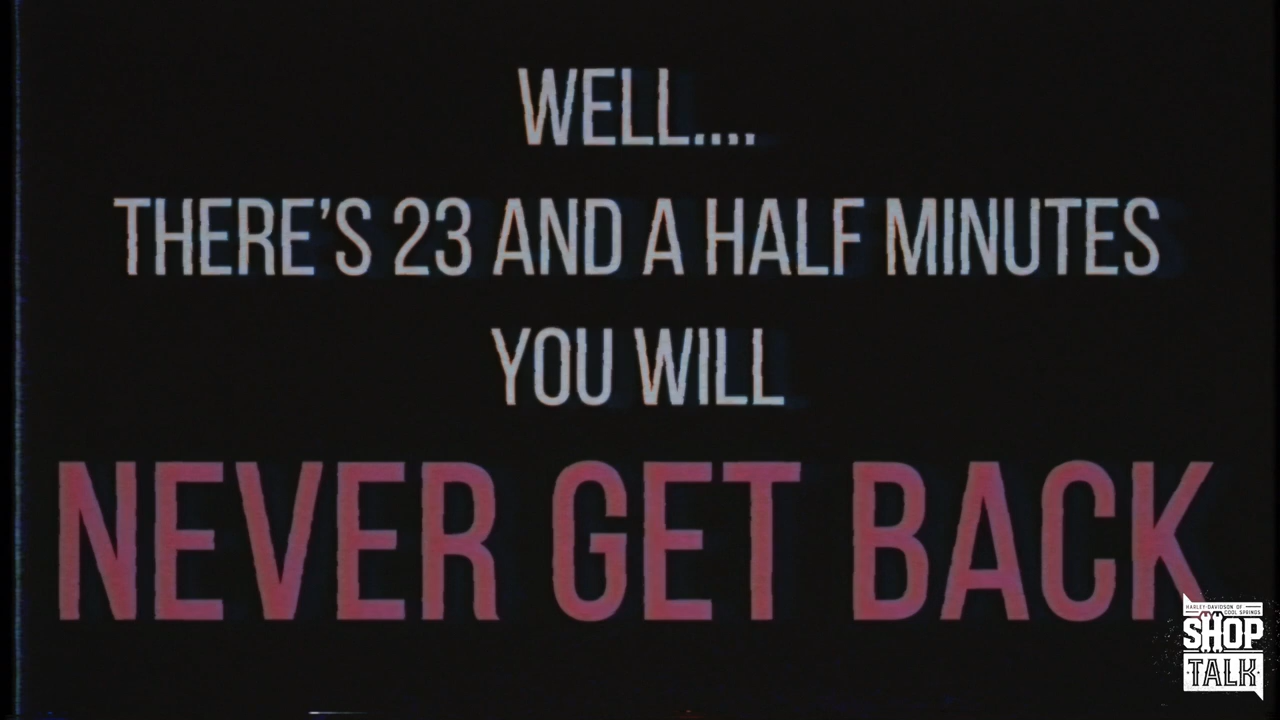 WELL....
THERE'S 23 AND A HALF MINUTES
YOU WILL
NEVER GET BACK
HARLEY-DAVIDSON OF
COOL SPRINGS
SHOP
TALK